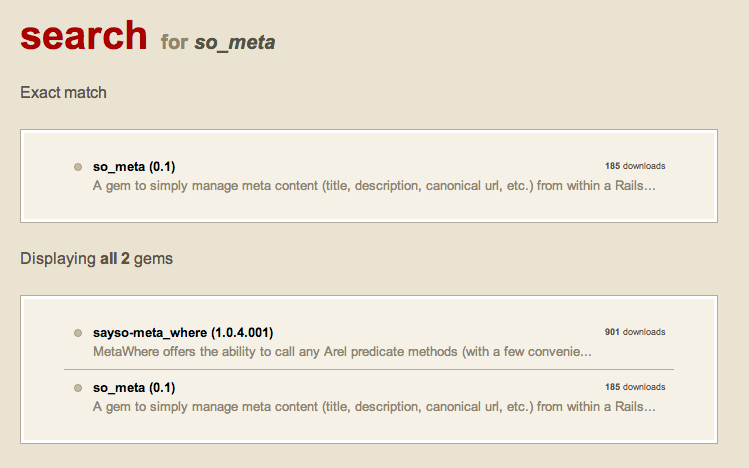 search for so_meta
Exact match
so_meta (0.1) 185 downloads
A gem to simply manage meta content (title, description, canonical url, etc.) from within a Rails...
Displaying all 2 gems
sayso-meta_where (1.0.4.001) 901 downloads
MetaWhere offers the ability to call any Arel predicate methods (with a few convenie...
so_meta (0.1) 185 downloads
A gem to simply manage meta content (title, description, canonical url, etc.) from within a Rails...